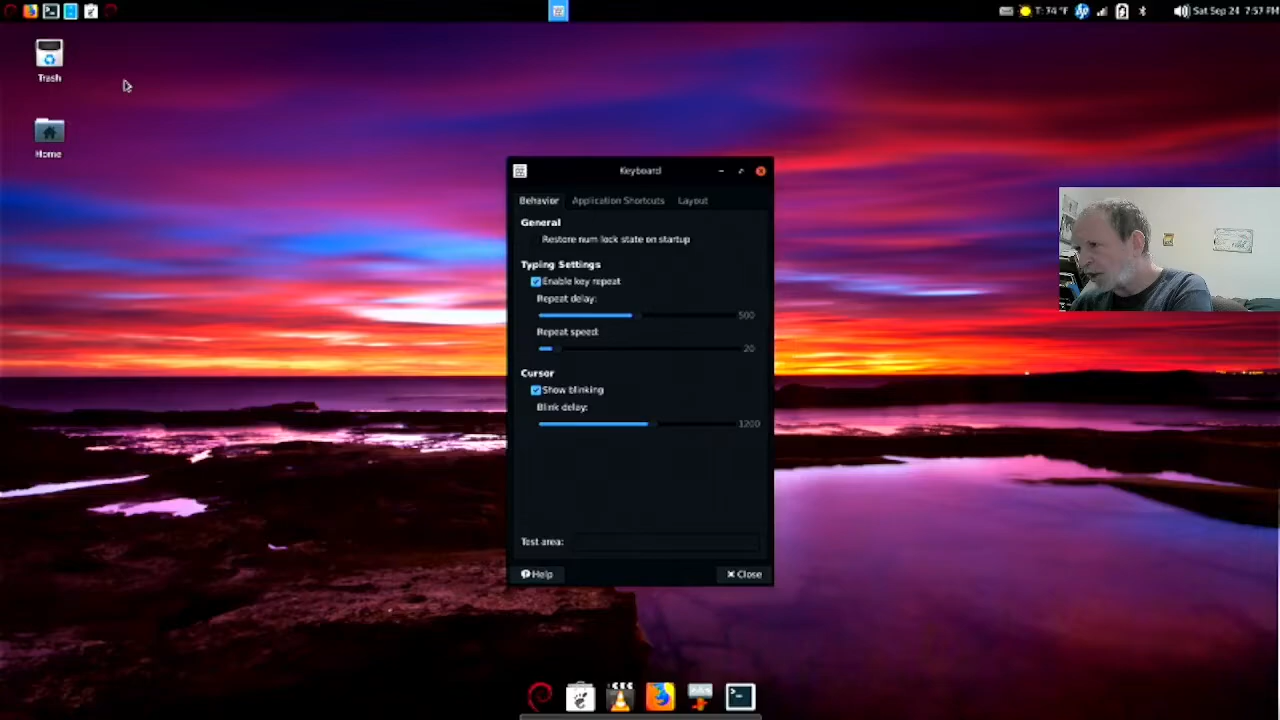 T: 74 °F
Sat Sep 24 7:57 PM
Trash
Home
Keyboard
Behavior Application Shortcuts Layout
General
Restore num lock state on startup
Typing Settings
Enable key repeat
Repeat delay:
500
Repeat speed:
20
Cursor
Show blinking
Blink delay:
1200
Test area:
Help Close